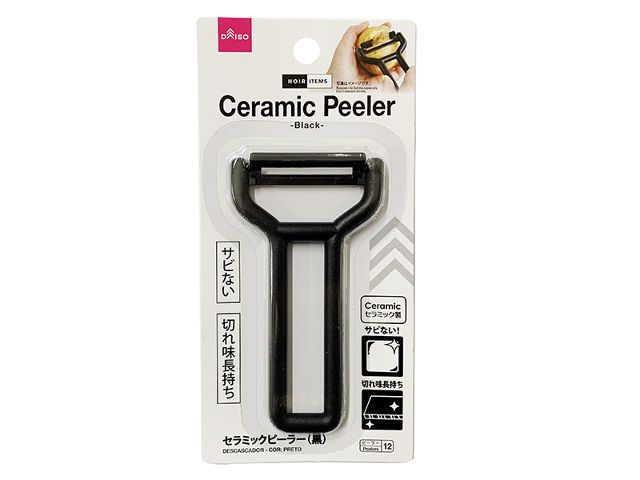 DAISO
NOIR ITEMS
写真はイメージです。
Ceramic Peeler
-Black-
サビない
切れ味長持ち
Ceramic
セラミック製
サビない!
切れ味長持ち
セラミックピーラー(黒)
DESCASCADOR - COR: PRETO
ピーラー
Peelers
12